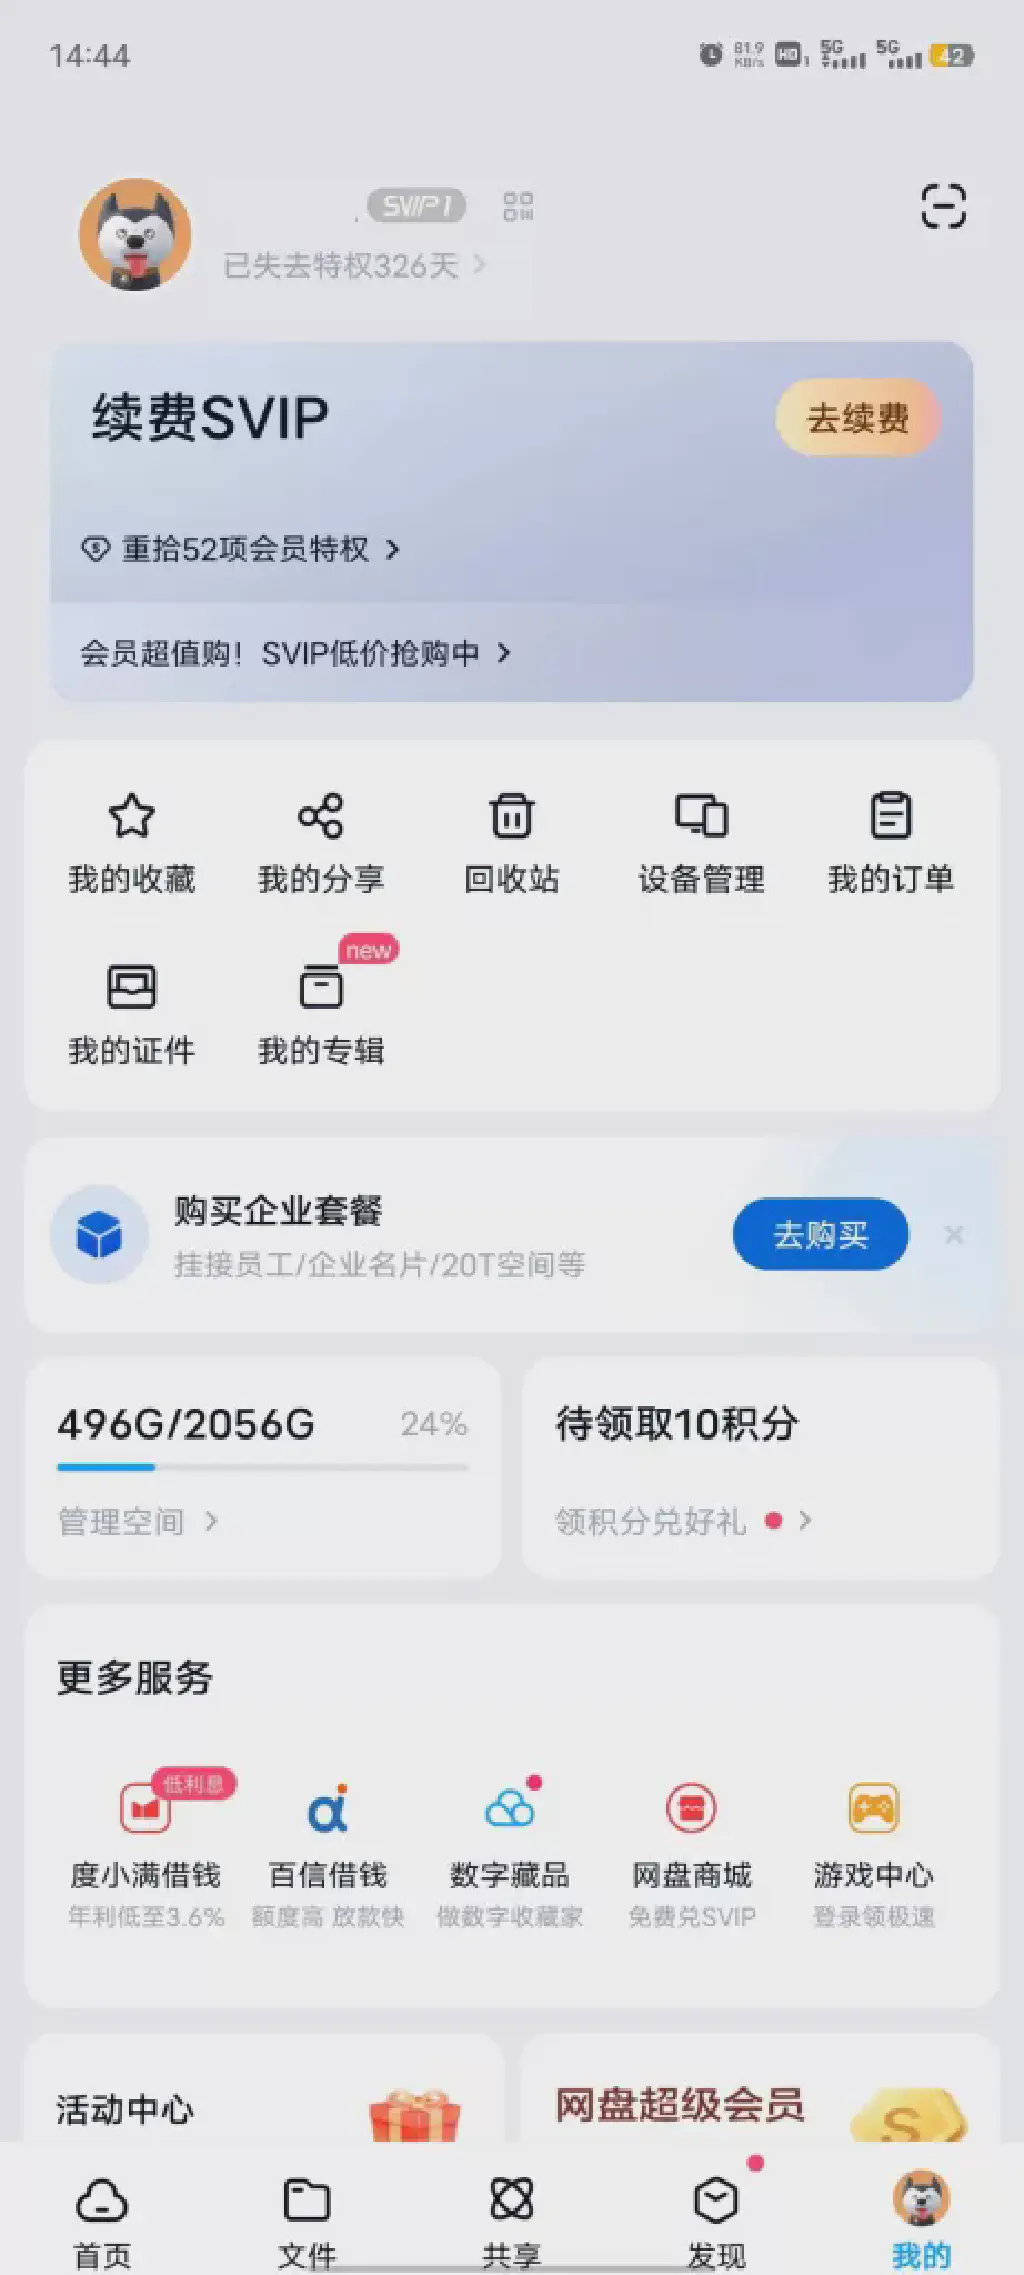 14:44
81.9 KB/s HD 1 5G 5G 42
SVIP1
已失去特权326天
续费SVIP
去续费
重拾52项会员特权
会员超值购！SVIP低价抢购中
我的收藏 我的分享 回收站 设备管理 我的订单
new
我的证件 我的专辑
购买企业套餐
挂接员工/企业名片/20T空间等
去购买
496G/2056G 24%
管理空间
待领取10积分
领积分兑好礼
更多服务
低利息
度小满借钱 百信借钱 数字藏品 网盘商城 游戏中心
年利低至3.6% 额度高 放款快 做数字收藏家 免费兑SVIP 登录领极速
活动中心 网盘超级会员
S
首页 文件 共享 发现 我的